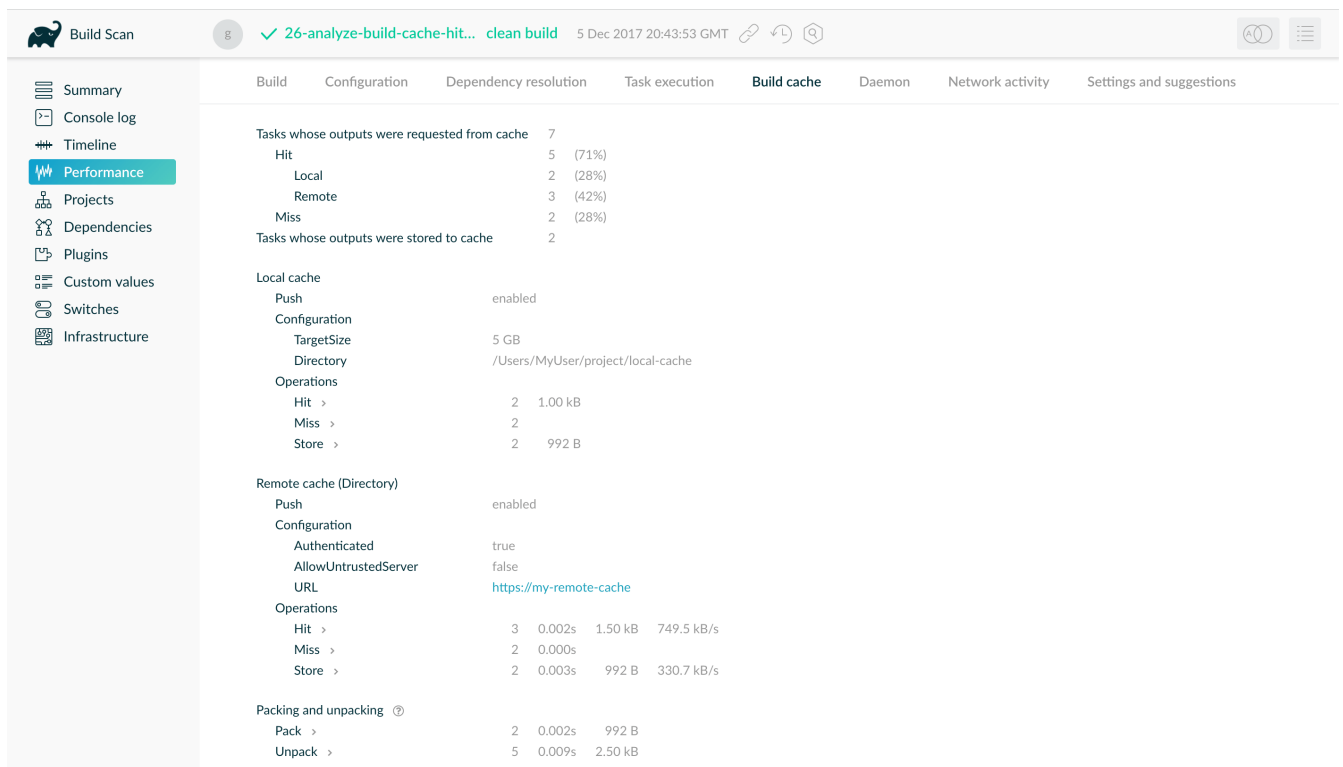 Build Scan
g
26-analyze-build-cache-hit... clean build 5 Dec 2017 20:43:53 GMT
A
Summary
Console log
Timeline
Performance
Projects
Dependencies
Plugins
Custom values
Switches
Infrastructure
Build Configuration Dependency resolution Task execution Build cache Daemon Network activity Settings and suggestions
Tasks whose outputs were requested from cache 7
Hit 5 (71%)
Local 2 (28%)
Remote 3 (42%)
Miss 2 (28%)
Tasks whose outputs were stored to cache 2
Local cache
Push enabled
Configuration
TargetSize 5 GB
Directory /Users/MyUser/project/local-cache
Operations
Hit > 2 1.00 kB
Miss > 2
Store > 2 992 B
Remote cache (Directory)
Push enabled
Configuration
Authenticated true
AllowUntrustedServer false
URL https://my-remote-cache
Operations
Hit > 3 0.002s 1.50 kB 749.5 kB/s
Miss > 2 0.000s
Store > 2 0.003s 992 B 330.7 kB/s
Packing and unpacking ?
Pack > 2 0.002s 992 B
Unpack > 5 0.009s 2.50 kB